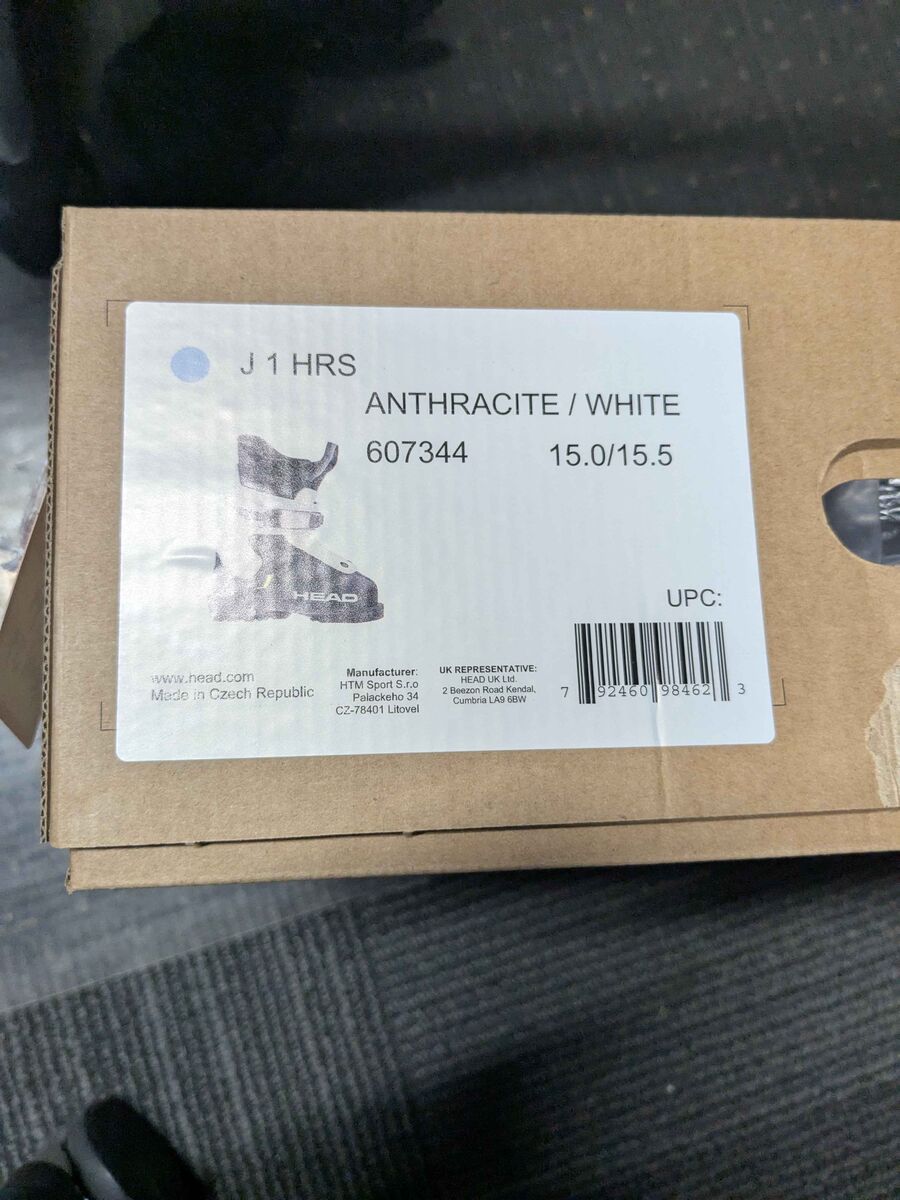 J 1 HRS
ANTHRACITE / WHITE
607344 15.0/15.5
HEAD
UPC:
7 92460 98462 3
www.head.com
Made in Czech Republic
Manufacturer:
HTM Sport S.r.o
Palackeho 34
CZ-78401 Litovel
UK REPRESENTATIVE:
HEAD UK Ltd.
2 Beezon Road Kendal,
Cumbria LA9 6BW